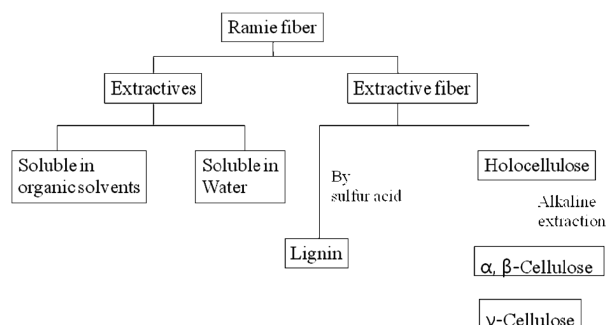 Ramie fiber
Extractives
Extractive fiber
Soluble in
organic solvents
Soluble in
Water
By
sulfur acid
Holocellulose
Alkaline
extraction
Lignin
α, β-Cellulose
γ-Cellulose